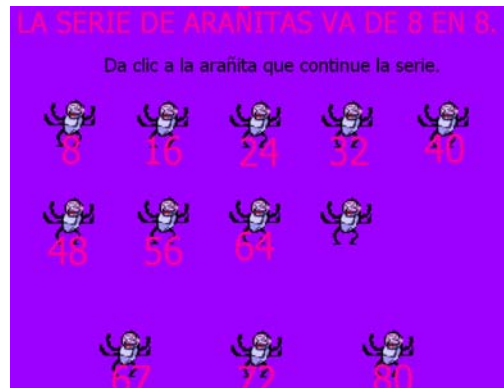 LA SERIE DE ARAÑITAS VA DE 8 EN 8.
Da clic a la arañita que continue la serie.
8 16 24 32 40
48 56 64
67 72 80